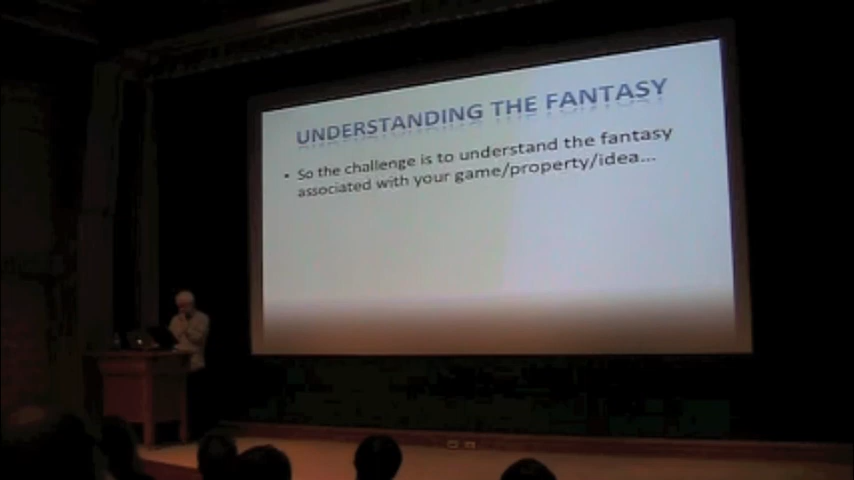 UNDERSTANDING THE FANTASY
• So the challenge is to understand the fantasy
associated with your game/property/idea...